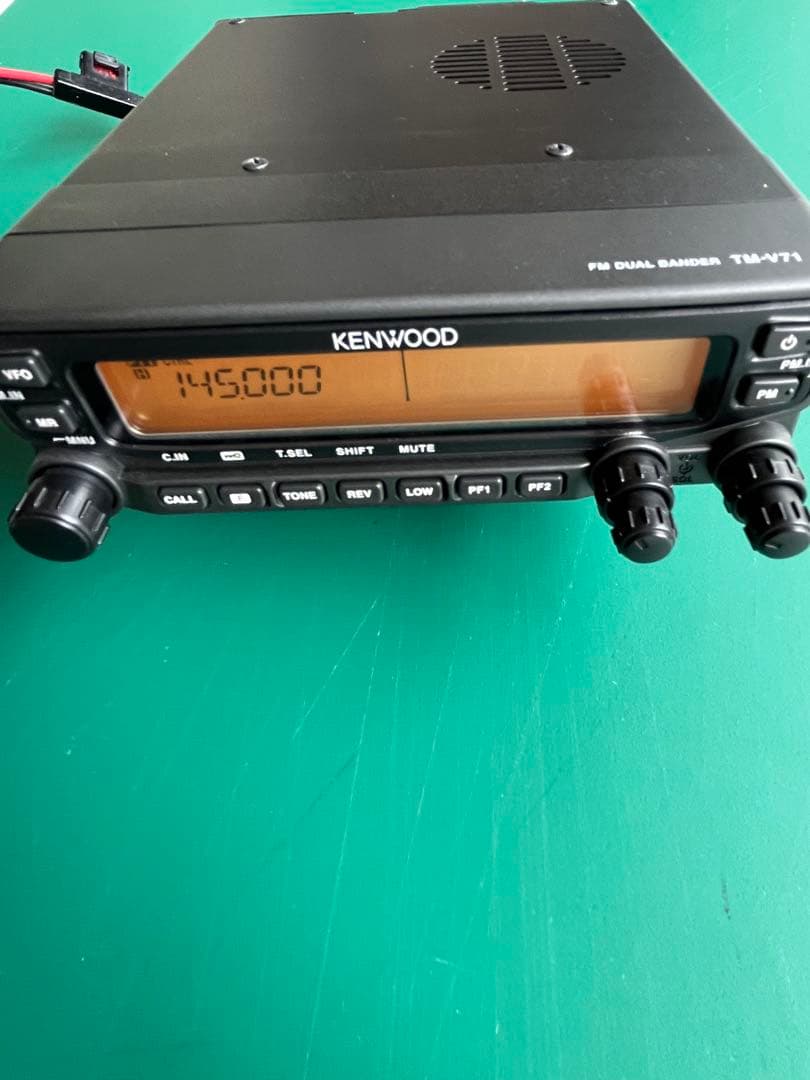 FM DUAL BANDER TM-V71
KENWOOD
145.000
VFO
MR
MNU
PM
C.IN T.SEL SHIFT MUTE
CALL F TONE REV LOW PF1 PF2